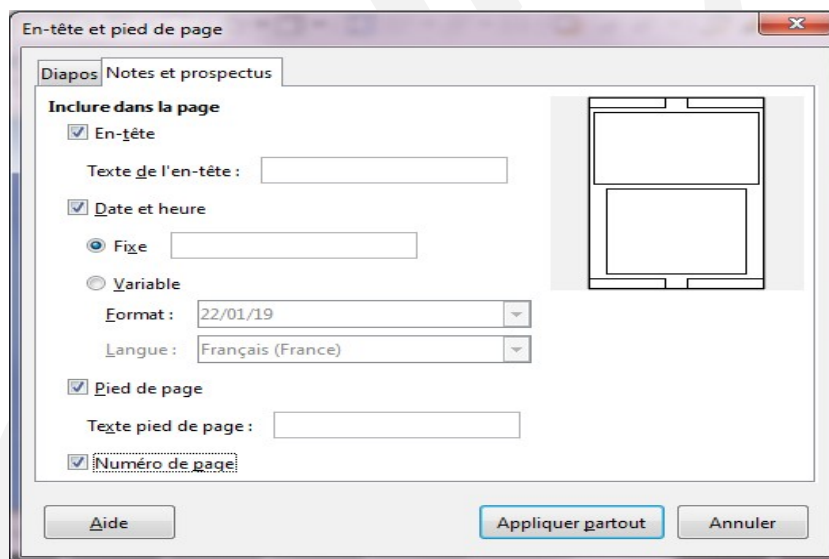 En-tête et pied de page
Diapos Notes et prospectus
Inclure dans la page
En-tête
Texte de l'en-tête :
Date et heure
Fixe
Variable
Format : 22/01/19
Langue : Français (France)
Pied de page
Texte pied de page :
Numéro de page
Aide Appliquer partout Annuler